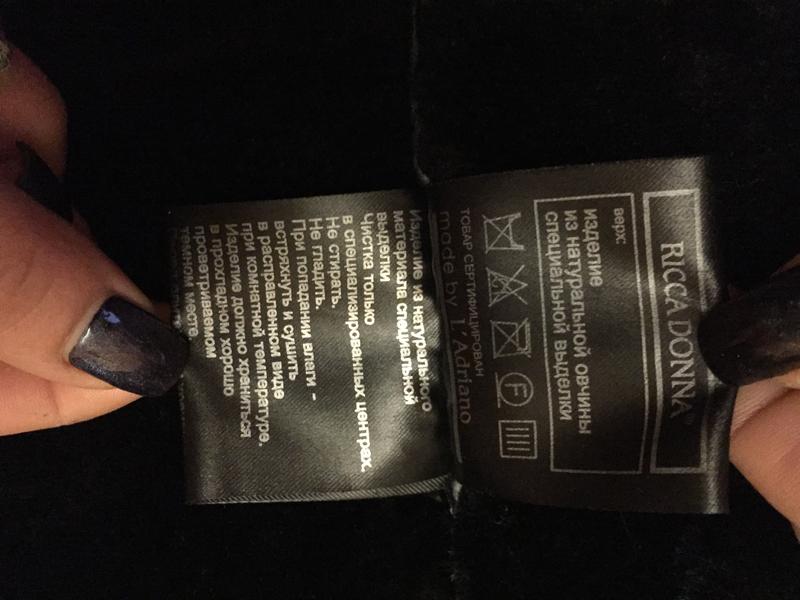 RICCA DONNA®
верх:
изделие
из натуральной овчины
специальной выделки
F
ТОВАР СЕРТИФИЦИРОВАН
made by L'Adriano
Изделие из натурального
материала специальной
выделки
Чистка только
в специализированных центрах.
Не стирать.
Не гладить.
При попадании влаги -
встряхнуть и сушить
в расправленном виде
при комнатной температуре.
Изделие должно храниться
в прохладном хорошо
проветриваемом
темном месте